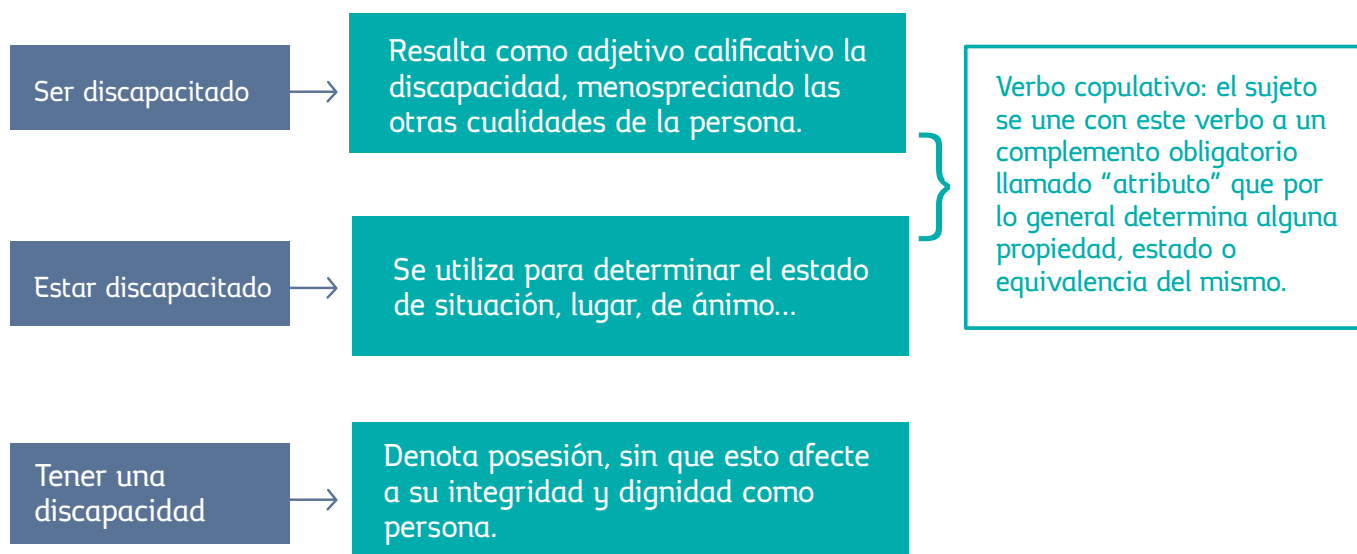 Ser discapacitado
Resalta como adjetivo calificativo la
discapacidad, menospreciando las
otras cualidades de la persona.
Estar discapacitado
Se utiliza para determinar el estado
de situación, lugar, de ánimo...
Verbo copulativo: el sujeto
se une con este verbo a un
complemento obligatorio
llamado “atributo” que por
lo general determina alguna
propiedad, estado o
equivalencia del mismo.
Tener una
discapacidad
Denota posesión, sin que esto afecte
a su integridad y dignidad como
persona.